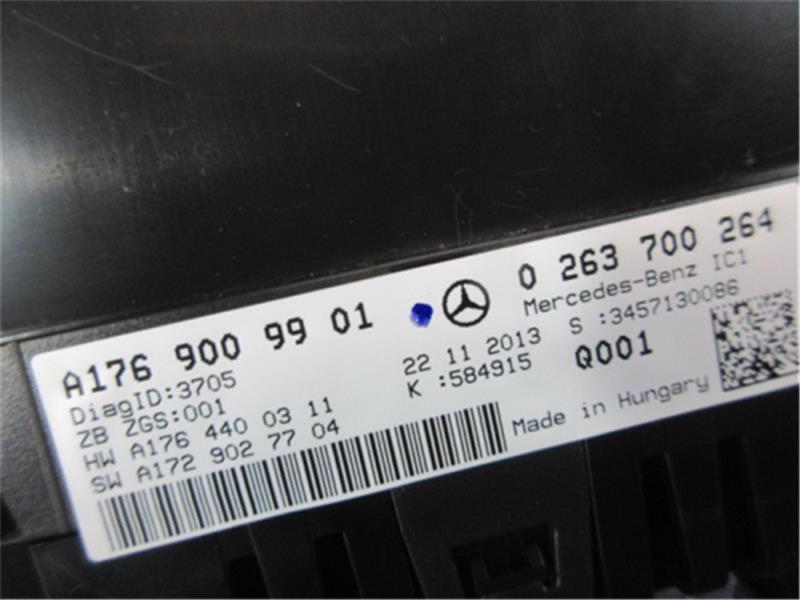 A176 900 99 01 0 263 700 264
DiagID:3705 22 11 2013 Mercedes-Benz IC1
ZB ZGS:001 K :584915 S :3457130086
HW A176 440 03 11 Q001
SW A172 902 77 04 Made in Hungary